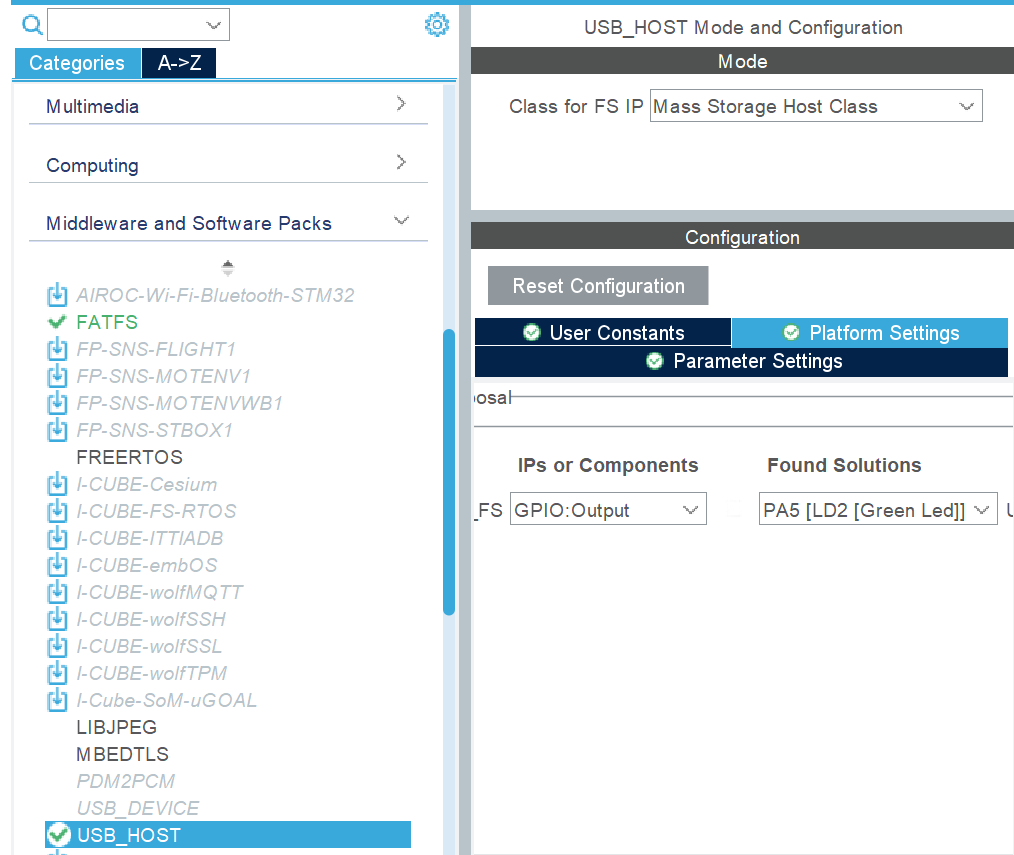 Categories
A->Z
Multimedia
Computing
Middleware and Software Packs
AIROC-Wi-Fi-Bluetooth-STM32
FATFS
FP-SNS-FLIGHT1
FP-SNS-MOTENV1
FP-SNS-MOTENVWB1
FP-SNS-STBOX1
FREERTOS
I-CUBE-Cesium
I-CUBE-FS-RTOS
I-CUBE-ITTIADB
I-CUBE-embOS
I-CUBE-wolfMQTT
I-CUBE-wolfSSH
I-CUBE-wolfSSL
I-CUBE-wolfTPM
I-Cube-SoM-uGOAL
LIBJPEG
MBEDTLS
PDM2PCM
USB_DEVICE
USB_HOST
USB_HOST Mode and Configuration
Mode
Class for FS IP Mass Storage Host Class
Configuration
Reset Configuration
User Constants
Platform Settings
Parameter Settings
osal
IPs or Components Found Solutions
_FS GPIO:Output PA5 [LD2 [Green Led]]